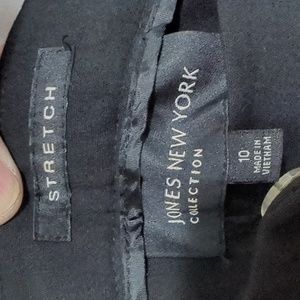 STRETCH
JONES NEW YORK
COLLECTION
10
MADE IN
VIETNAM